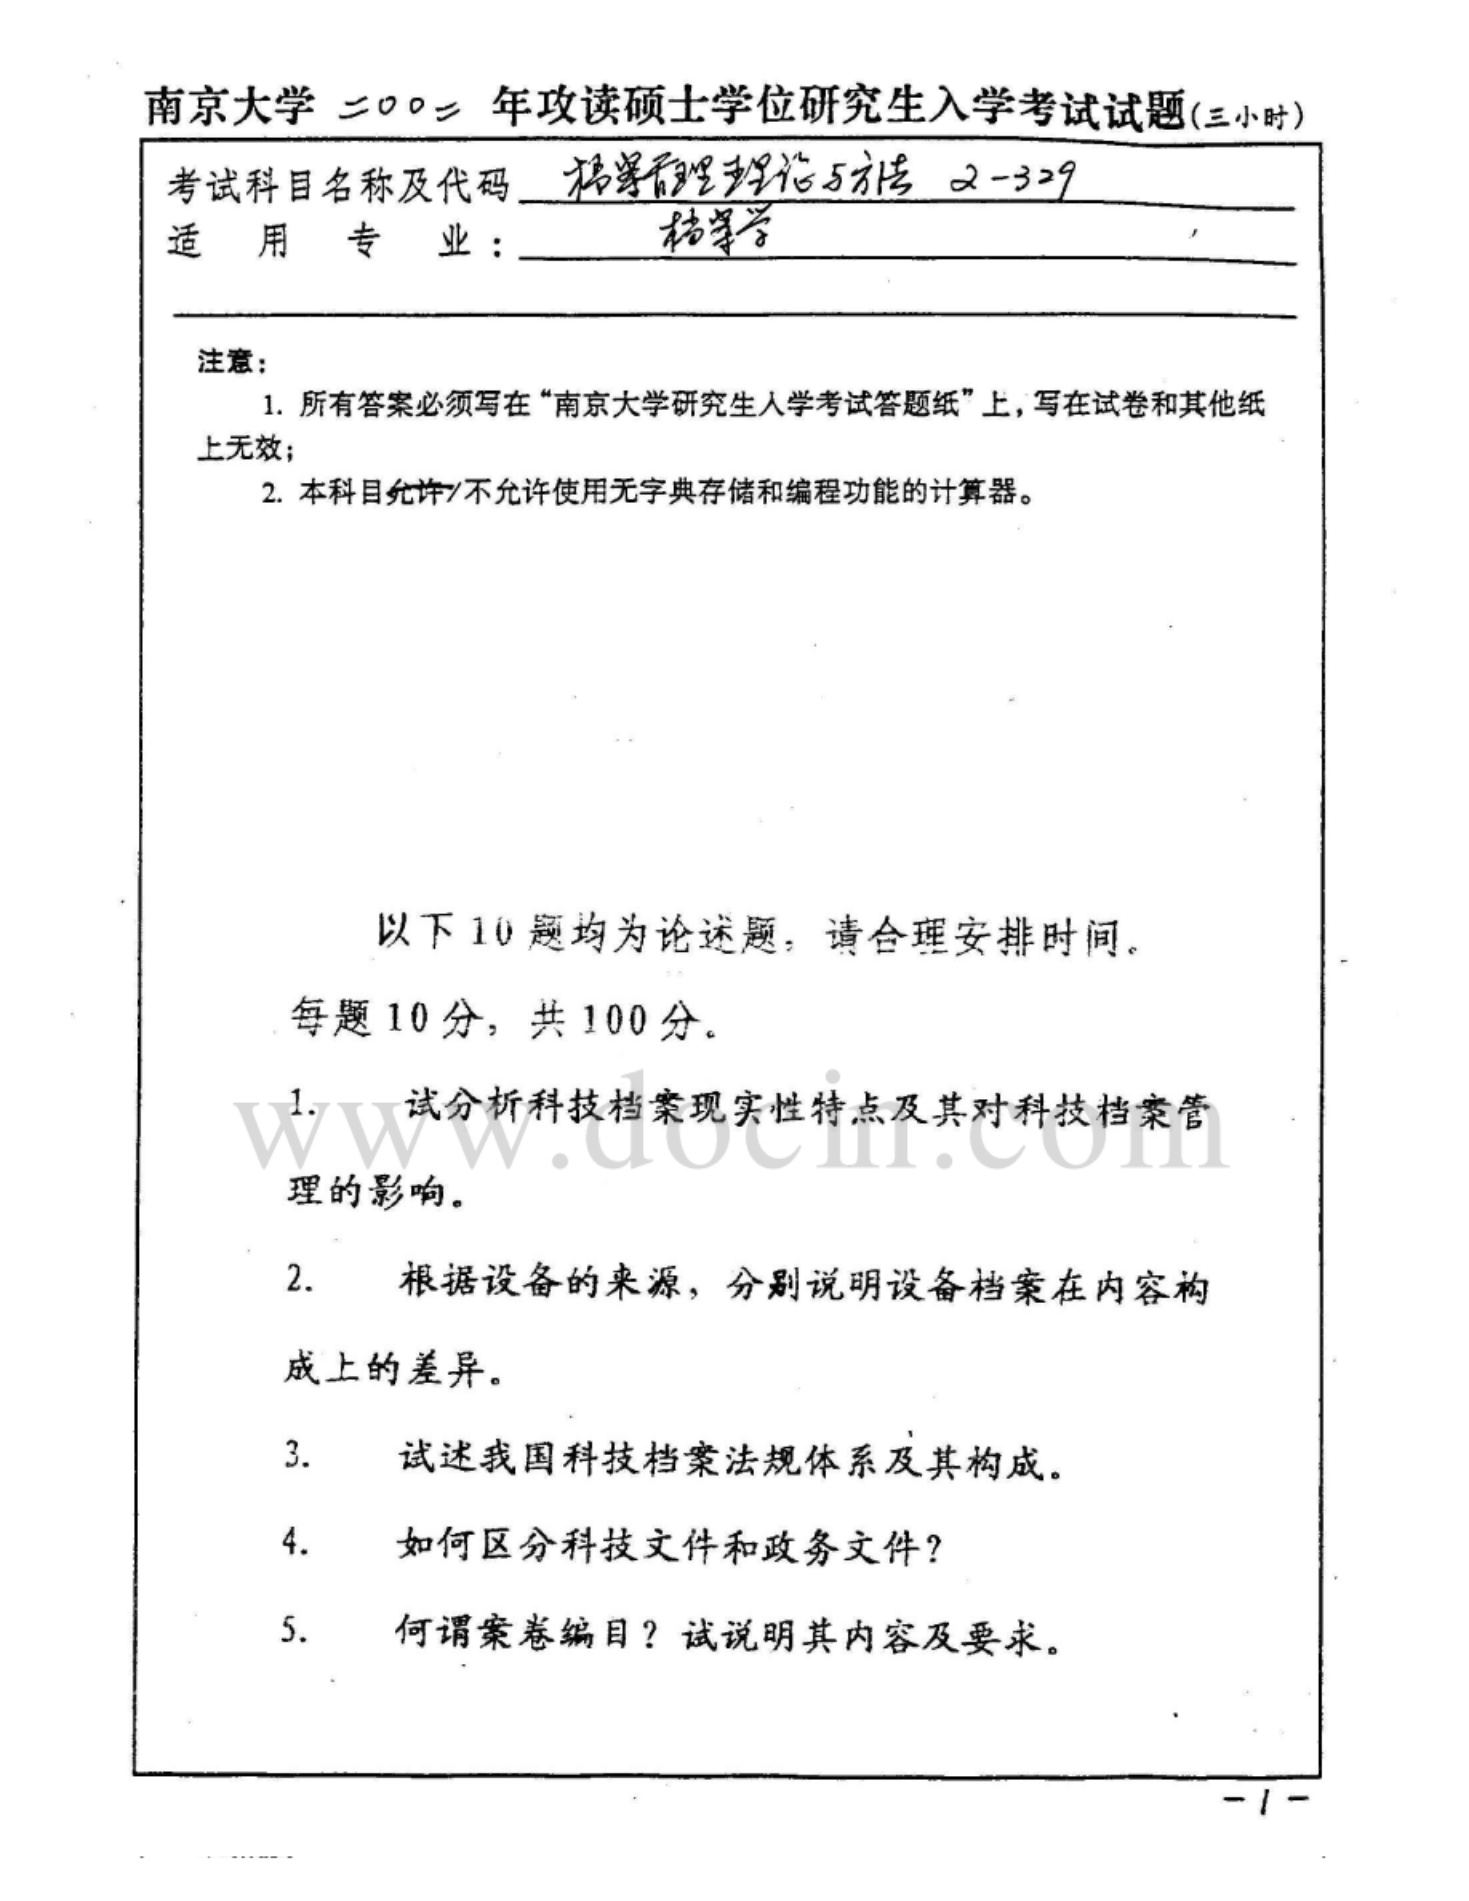 南京大学 二00二 年攻读硕士学位研究生入学考试试题(三小时)
考试科目名称及代码 档案管理理论与方法 2-329
适用专业: 档案学
注意:
1. 所有答案必须写在“南京大学研究生入学考试答题纸”上,写在试卷和其他纸
上无效;
2. 本科目允许/不允许使用无字典存储和编程功能的计算器。
以下10题均为论述题,请合理安排时间。
每题10分,共100分。
1. 试分析科技档案现实性特点及其对科技档案管
www.docin.com
理的影响。
2. 根据设备的来源,分别说明设备档案在内容构
成上的差异。
3. 试述我国科技档案法规体系及其构成。
4. 如何区分科技文件和政务文件?
5. 何谓案卷编目?试说明其内容及要求。
-1-